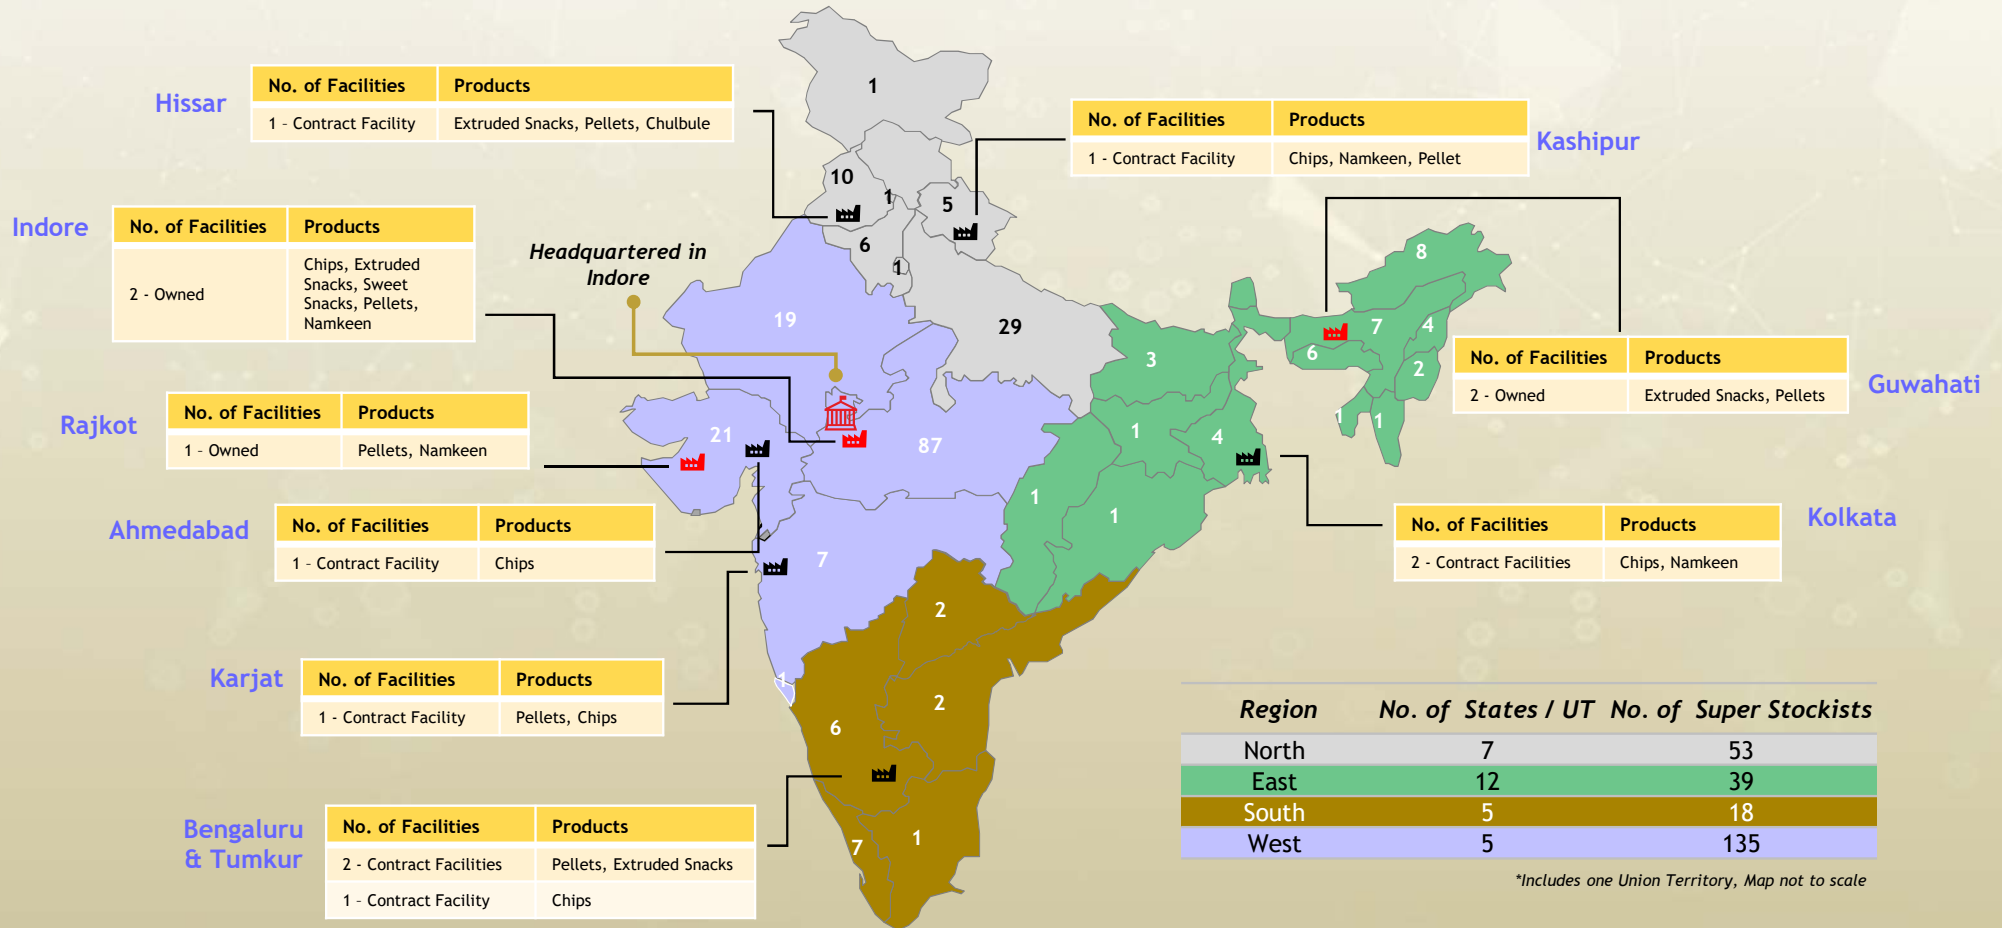 Hissar
No. of Facilities Products
1 - Contract Facility Extruded Snacks, Pellets, Chulbule
No. of Facilities Products
1 - Contract Facility Chips, Namkeen, Pellet
Kashipur
Indore
No. of Facilities Products
2 - Owned
Chips, Extruded
Snacks, Sweet
Snacks, Pellets,
Namkeen
Headquartered in
Indore
Rajkot
No. of Facilities Products
1 - Owned Pellets, Namkeen
No. of Facilities Products
2 - Owned Extruded Snacks, Pellets
Guwahati
Ahmedabad
No. of Facilities Products
1 - Contract Facility Chips
No. of Facilities Products
2 - Contract Facilities Chips, Namkeen
Kolkata
Karjat
No. of Facilities Products
1 - Contract Facility Pellets, Chips
Bengaluru
& Tumkur
No. of Facilities Products
2 - Contract Facilities Pellets, Extruded Snacks
1 - Contract Facility Chips
1
10
1
5
6
1
29
19
21
87
7
1
8
7
4
6
2
1
1
3
1
4
1
1
2
2
6
7
1
Region No. of States / UT No. of Super Stockists
North 7 53
East 12 39
South 5 18
West 5 135
*Includes one Union Territory, Map not to scale